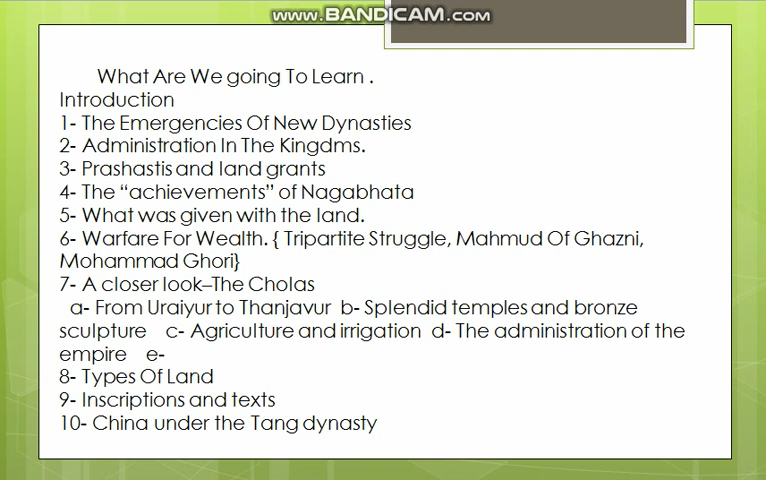 www.BANDICAM.com
What Are We going To Learn .
Introduction
1- The Emergencies Of New Dynasties
2- Administration In The Kingdms.
3- Prashastis and land grants
4- The “achievements” of Nagabhata
5- What was given with the land.
6- Warfare For Wealth. { Tripartite Struggle, Mahmud Of Ghazni,
Mohammad Ghori}
7- A closer look–The Cholas
a- From Uraiyur to Thanjavur b- Splendid temples and bronze
sculpture c- Agriculture and irrigation d- The administration of the
empire e-
8- Types Of Land
9- Inscriptions and texts
10- China under the Tang dynasty